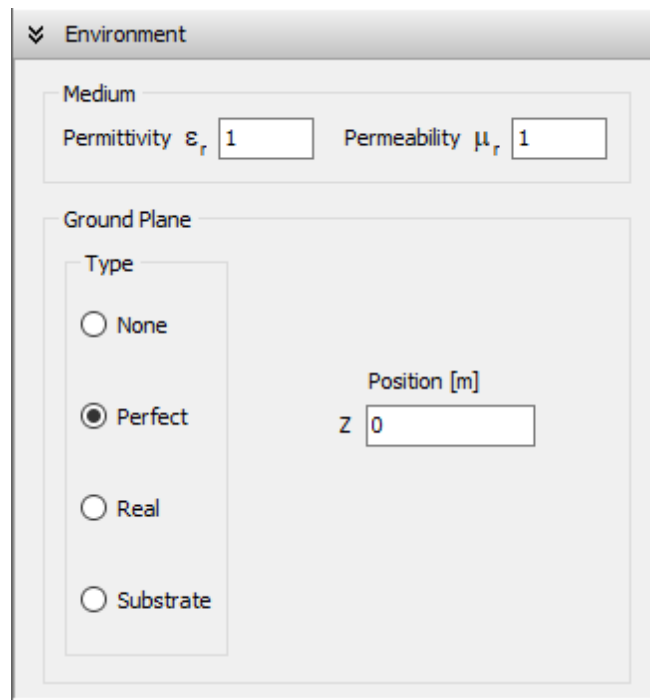 Environment
Medium
Permittivity εr 1 Permeability μr 1
Ground Plane
Type
None
Position [m]
Perfect
Z 0
Real
Substrate